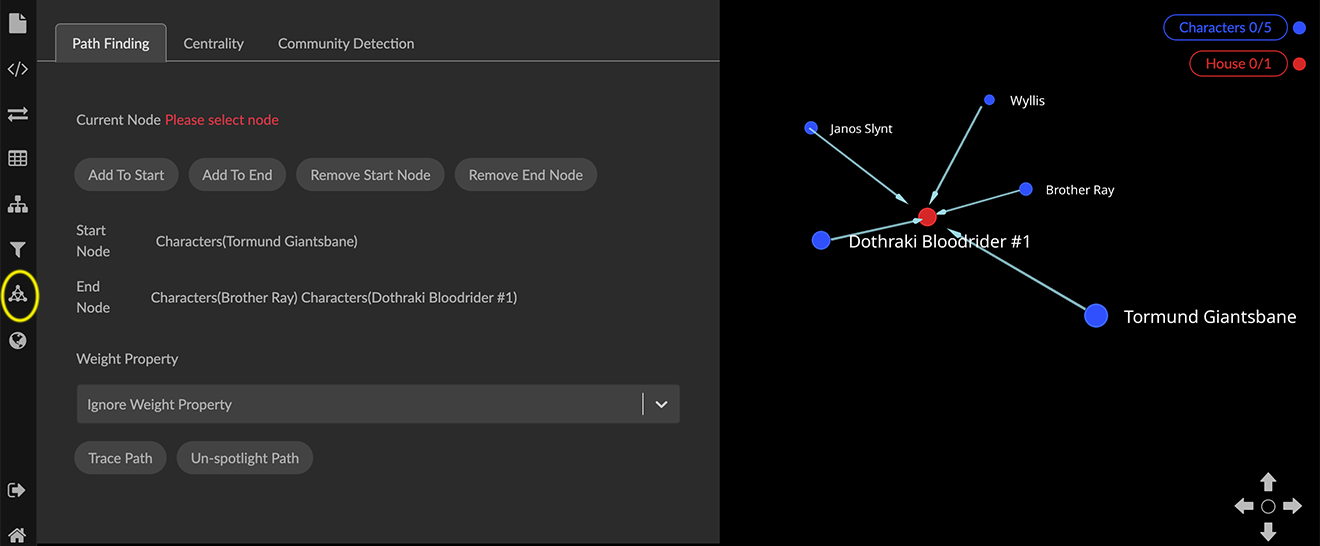 Path Finding
Centrality
Community Detection
Current Node Please select node
Add To Start
Add To End
Remove Start Node
Remove End Node
Start
Node
Characters(Tormund Giantsbane)
End
Node
Characters(Brother Ray) Characters(Dothraki Bloodrider #1)
Weight Property
Ignore Weight Property
Trace Path
Un-spotlight Path
Characters 0/5
House 0/1
Wyllis
Janos Slynt
Brother Ray
Dothraki Bloodrider #1
Tormund Giantsbane